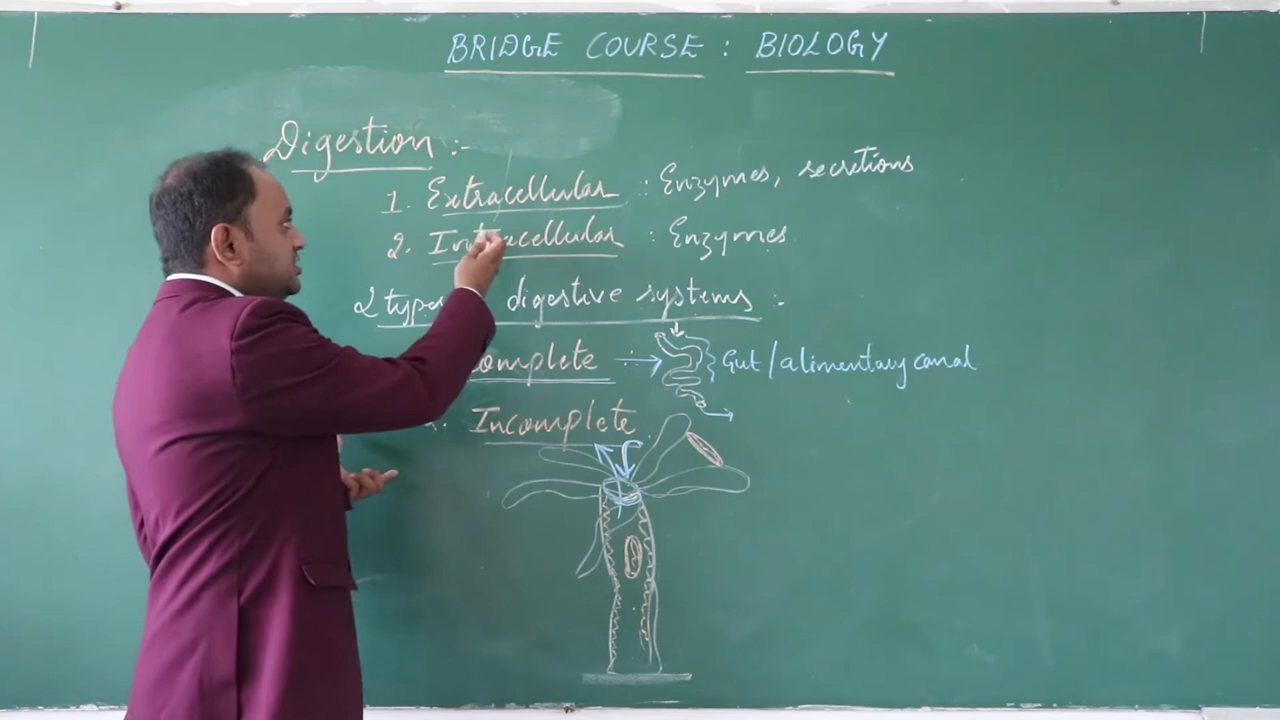 BRIDGE COURSE : BIOLOGY
Digestion :-
1. Extracellular : Enzymes, secretions
2. Intracellular : Enzymes
2 types digestive systems :-
complete → Gut/alimentary canal
Incomplete